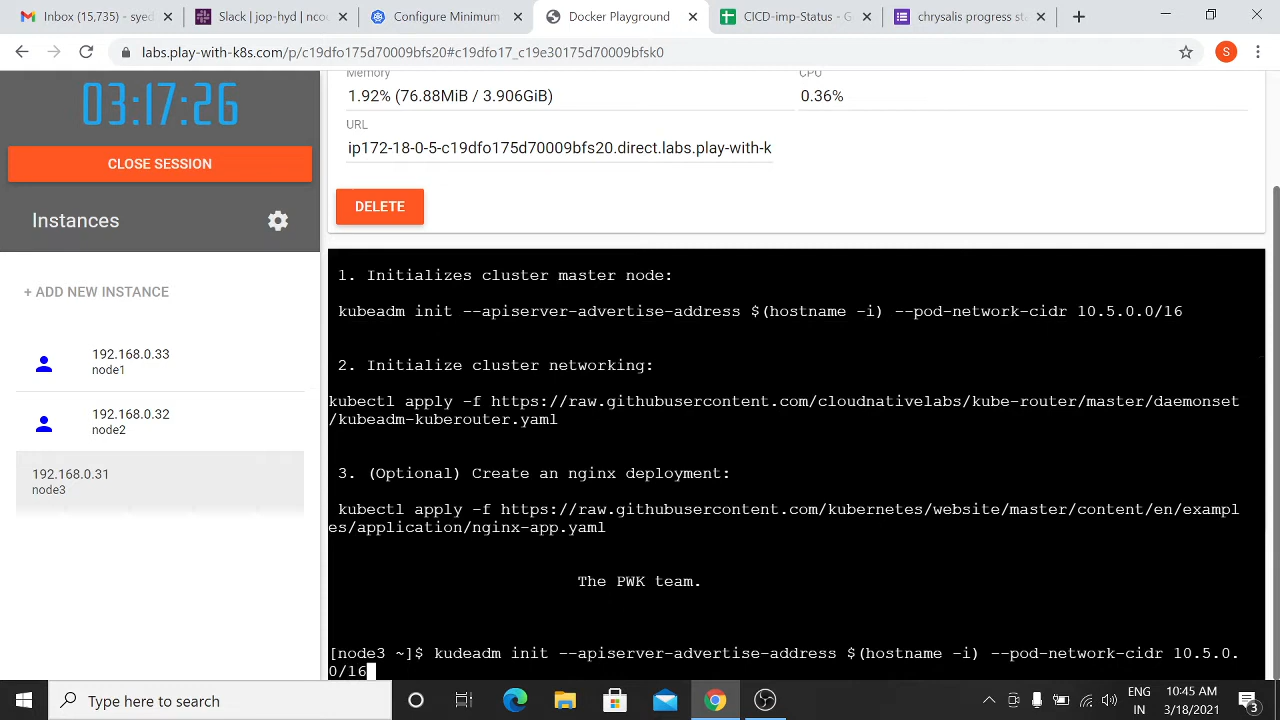 Inbox (15,735) - syed
Slack | jop-hyd | nco
Configure Minimum
Docker Playground
CICD-imp-status - G
chrysalis progress sta
labs.play-with-k8s.com/p/c19dfo175d70009bfs20#c19dfo17_c19e30175d70009bfsk0
S
03:17:26
CLOSE SESSION
Instances
+ ADD NEW INSTANCE
192.168.0.33
node1
192.168.0.32
node2
192.168.0.31
node3
Memory
CPU
1.92% (76.88MiB / 3.906GiB)
0.36%
URL
ip172-18-0-5-c19dfo175d70009bfs20.direct.labs.play-with-k
DELETE
1. Initializes cluster master node:
kubeadm init --apiserver-advertise-address $(hostname -i) --pod-network-cidr 10.5.0.0/16
2. Initialize cluster networking:
kubectl apply -f https://raw.githubusercontent.com/cloudnativelabs/kube-router/master/daemonset
/kubeadm-kuberouter.yaml
3. (Optional) Create an nginx deployment:
kubectl apply -f https://raw.githubusercontent.com/kubernetes/website/master/content/en/exampl
es/application/nginx-app.yaml
The PWK team.
[node3 ~]$ kudeadm init --apiserver-advertise-address $(hostname -i) --pod-network-cidr 10.5.0.
0/16
Type here to search
ENG
IN
10:45 AM
3/18/2021
3